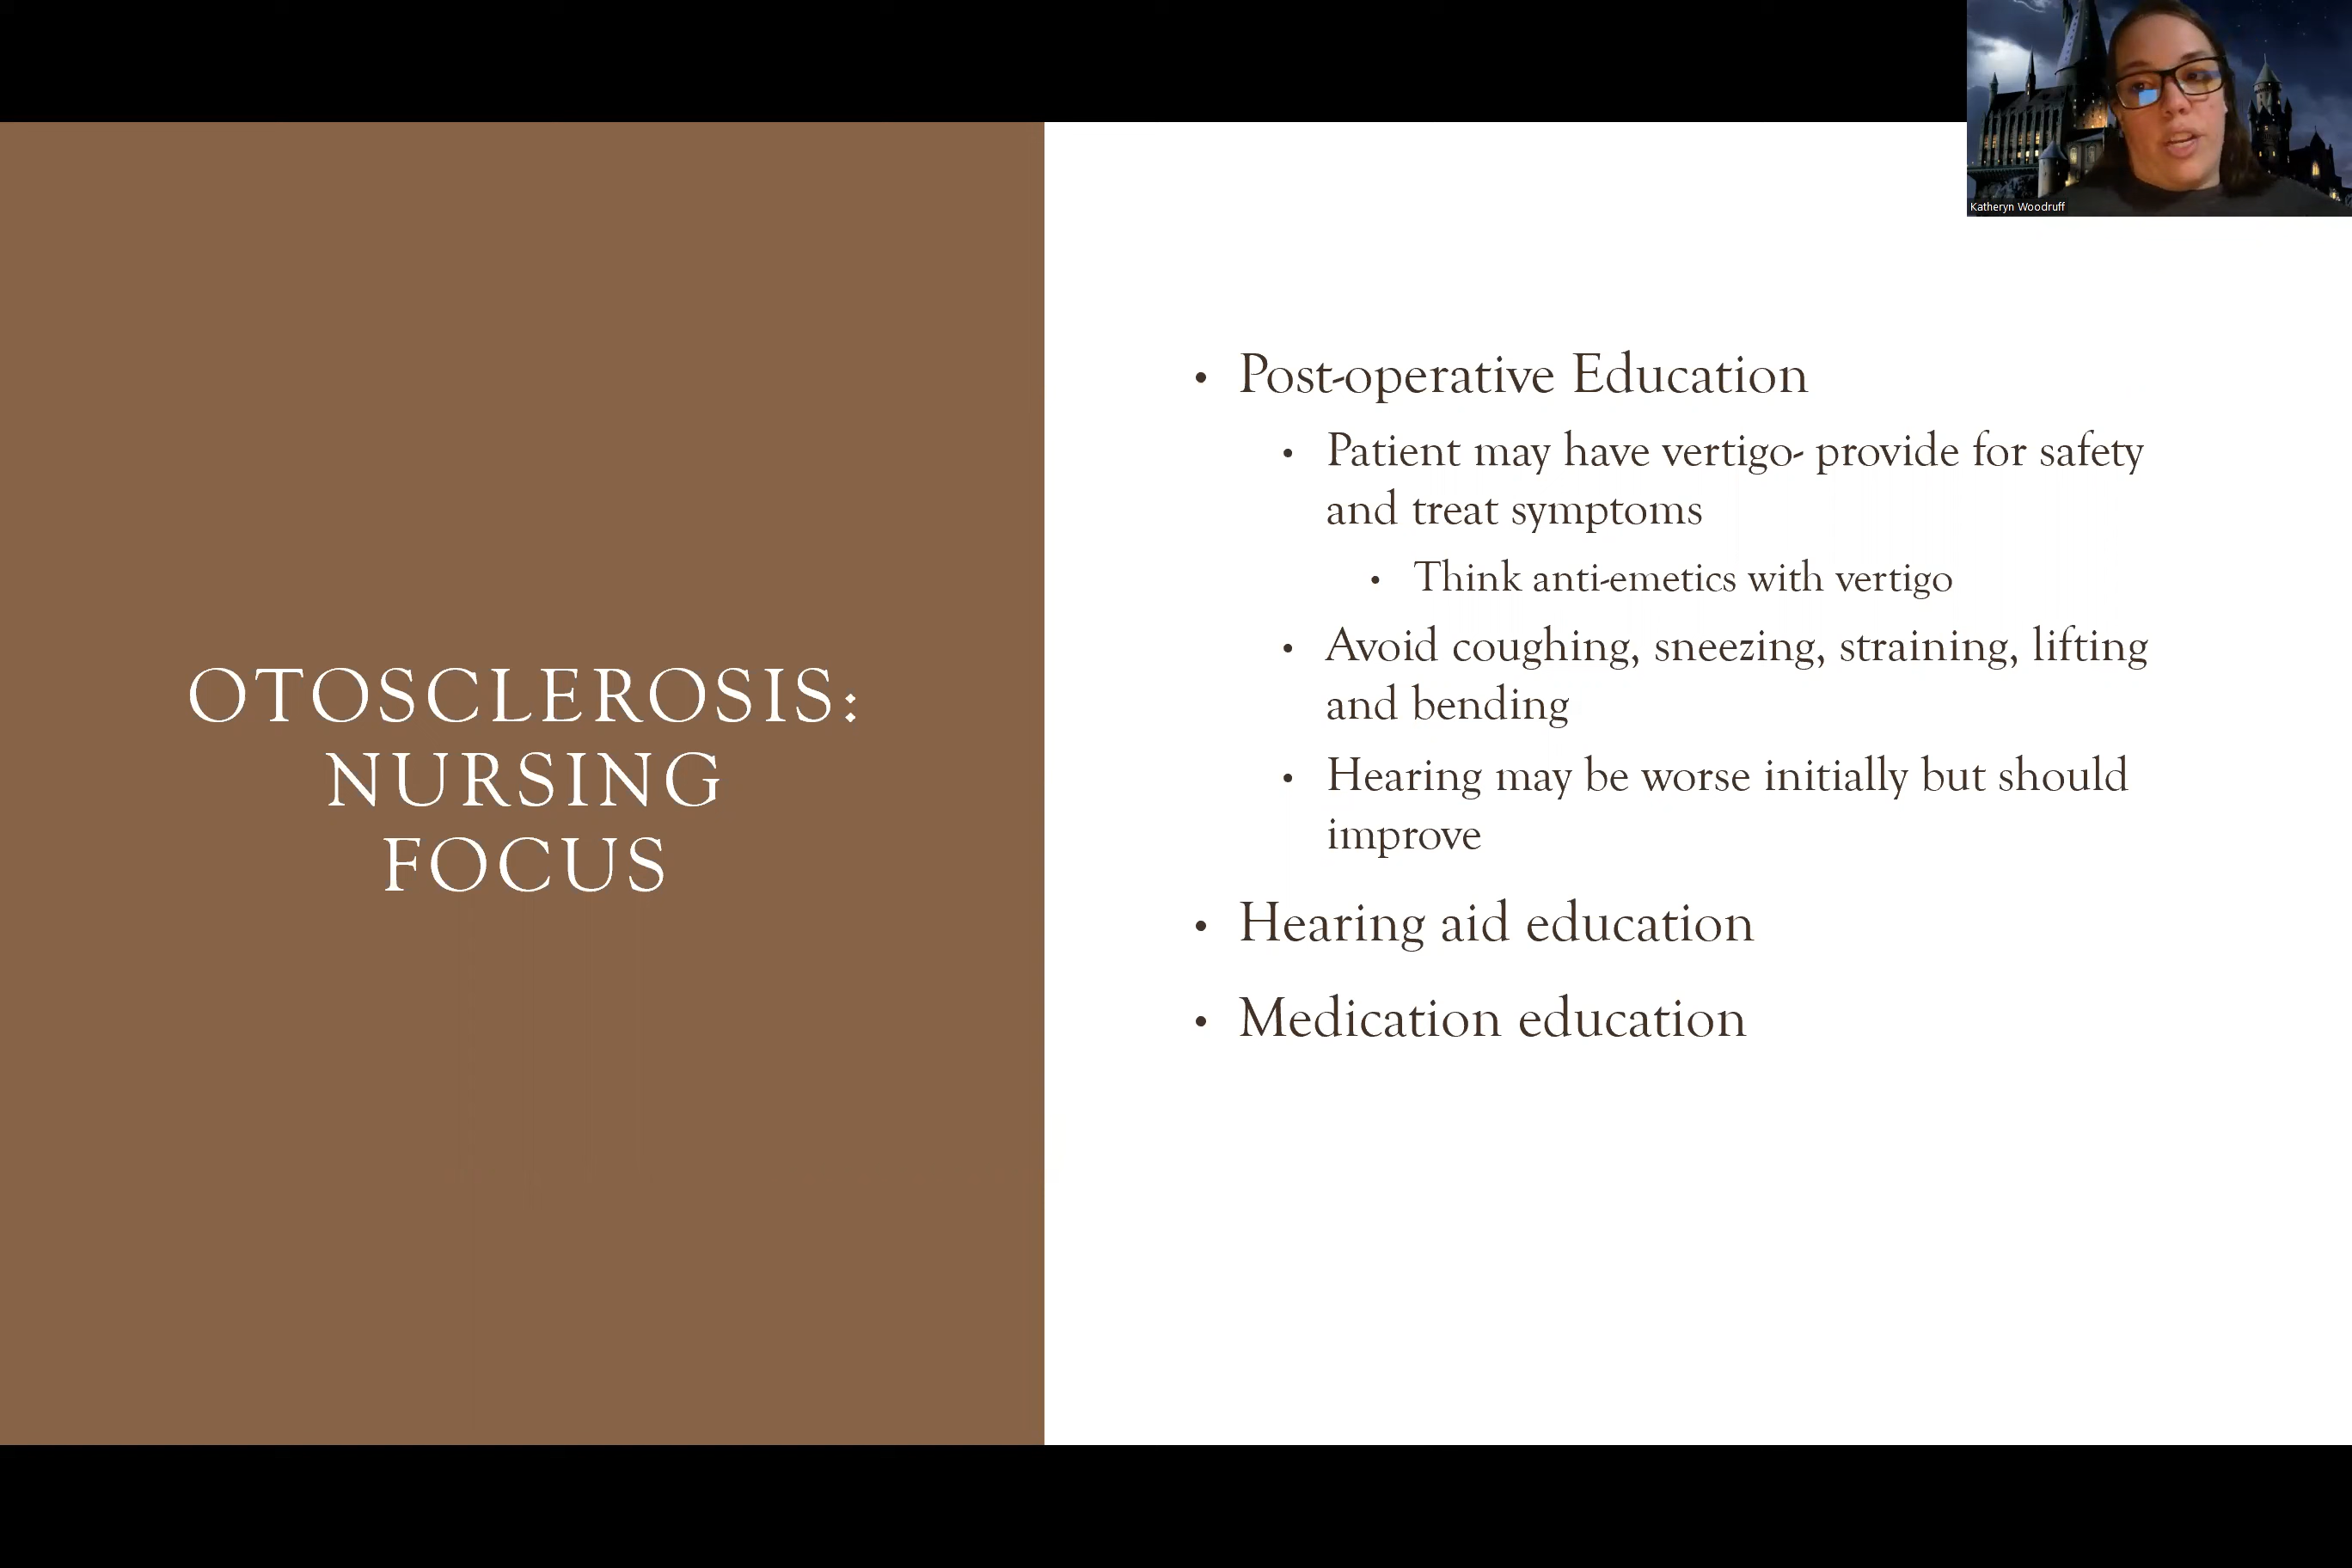 Katheryn Woodruff
OTOSCLEROSIS:
NURSING
FOCUS
• Post-operative Education
• Patient may have vertigo- provide for safety
and treat symptoms
• Think anti-emetics with vertigo
• Avoid coughing, sneezing, straining, lifting
and bending
• Hearing may be worse initially but should
improve
• Hearing aid education
• Medication education